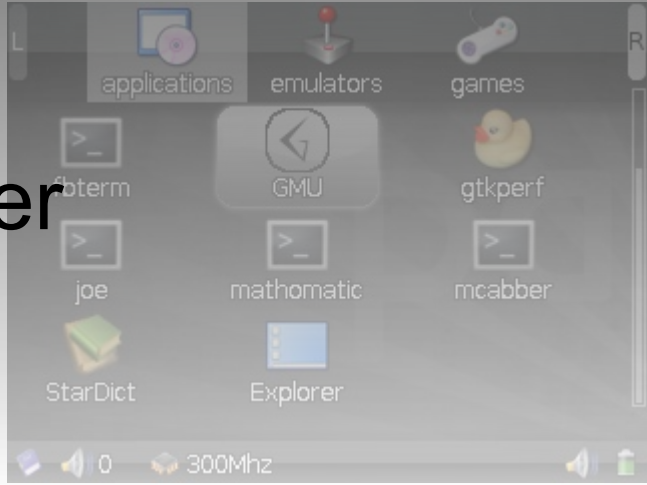 L R
applications emulators games
fbterm GMU gtkperf
er
joe mathomatic mcabber
StarDict Explorer
0 300Mhz